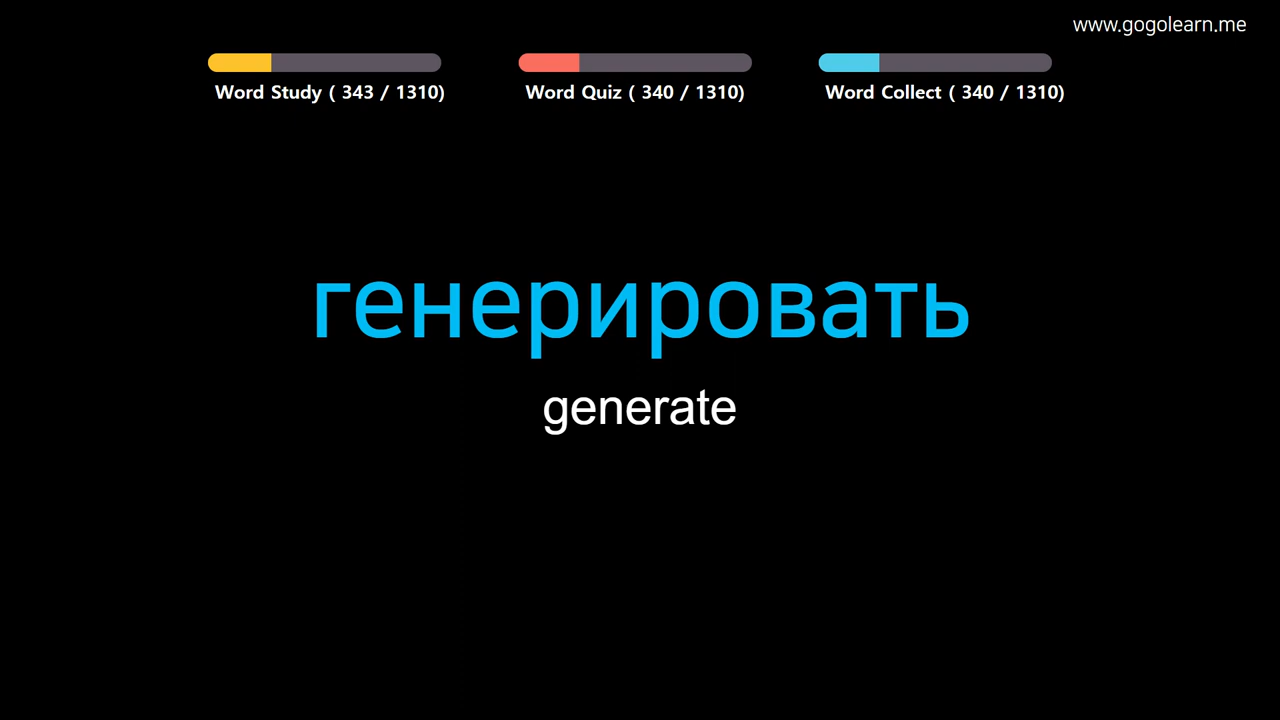 www.gogolearn.me
Word Study ( 343 / 1310)
Word Quiz ( 340 / 1310)
Word Collect ( 340 / 1310)
генерировать
generate